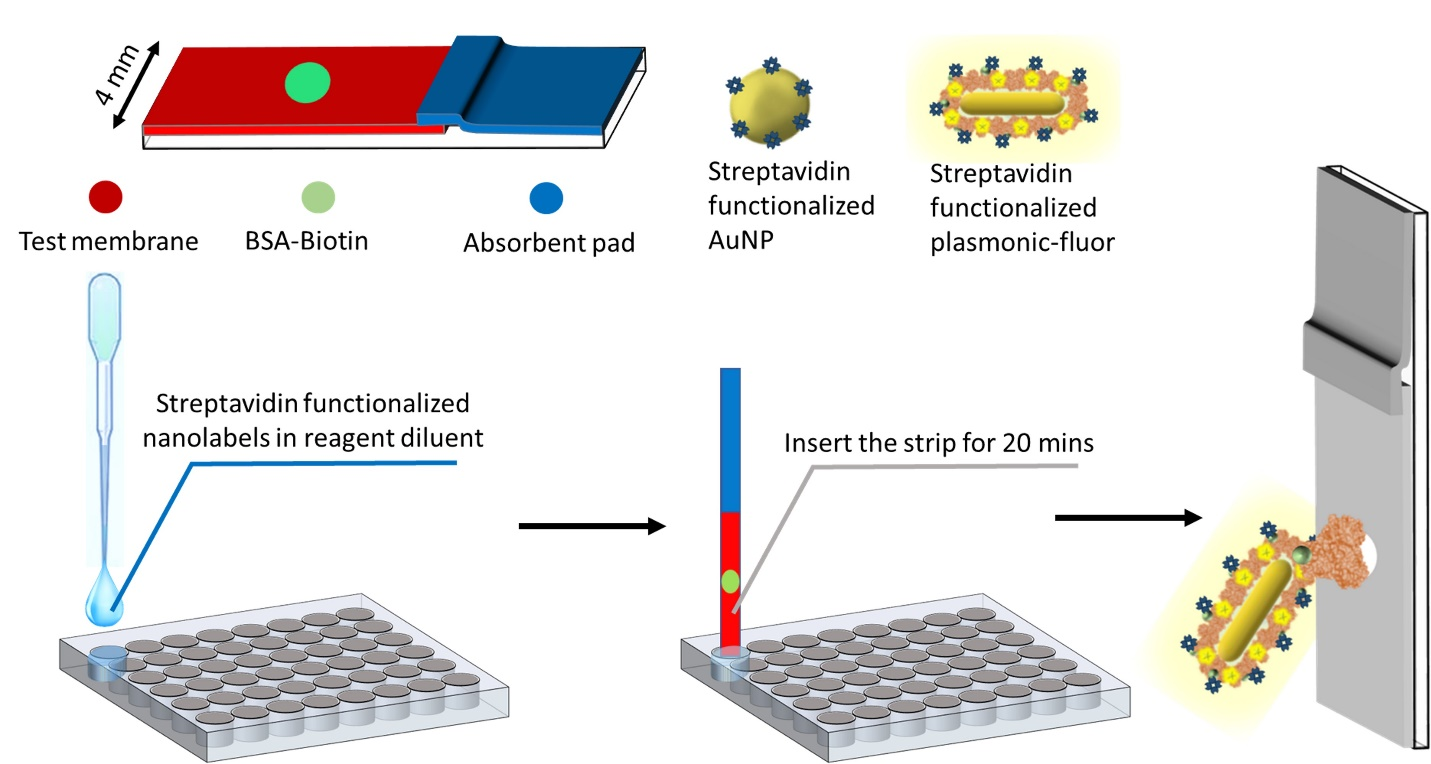 4 mm
Test membrane
BSA-Biotin
Absorbent pad
Streptavidin
functionalized
AuNP
Streptavidin
functionalized
plasmonic-fluor
Streptavidin functionalized
nanolabels in reagent diluent
Insert the strip for 20 mins